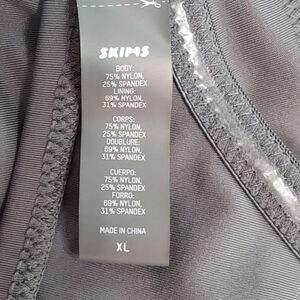 SKIMS
BODY:
75% NYLON,
25% SPANDEX
LINING:
69% NYLON,
31% SPANDEX
CORPS:
75% NYLON,
25% SPANDEX
DOUBLURE:
69% NYLON,
31% SPANDEX
CUERPO:
75% NYLON,
25% SPANDEX
FORRO:
69% NYLON,
31% SPANDEX
MADE IN CHINA
XL